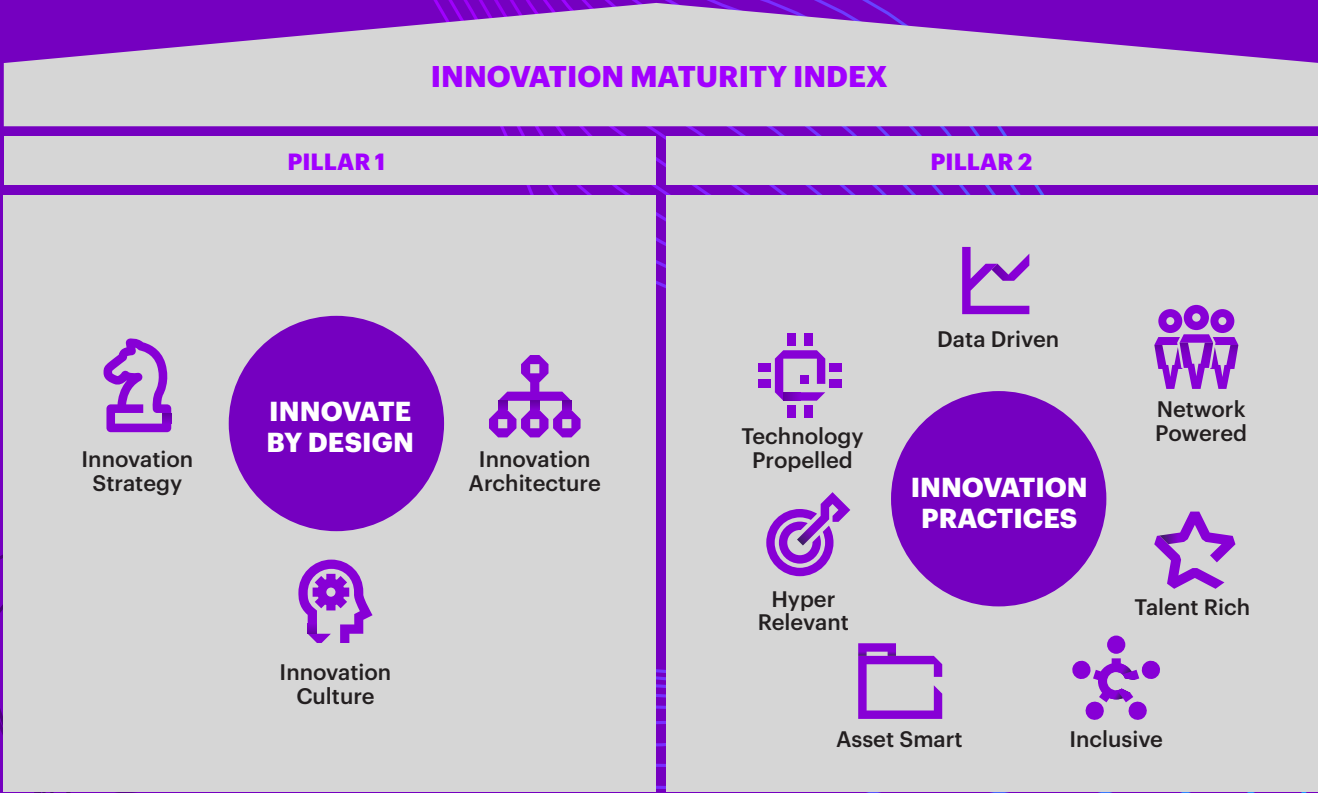 INNOVATION MATURITY INDEX
PILLAR 1
PILLAR 2
Innovation
Strategy
INNOVATE
BY DESIGN
Innovation
Architecture
Innovation
Culture
Data Driven
Network
Powered
Technology
Propelled
INNOVATION
PRACTICES
Hyper
Relevant
Talent Rich
Asset Smart
Inclusive